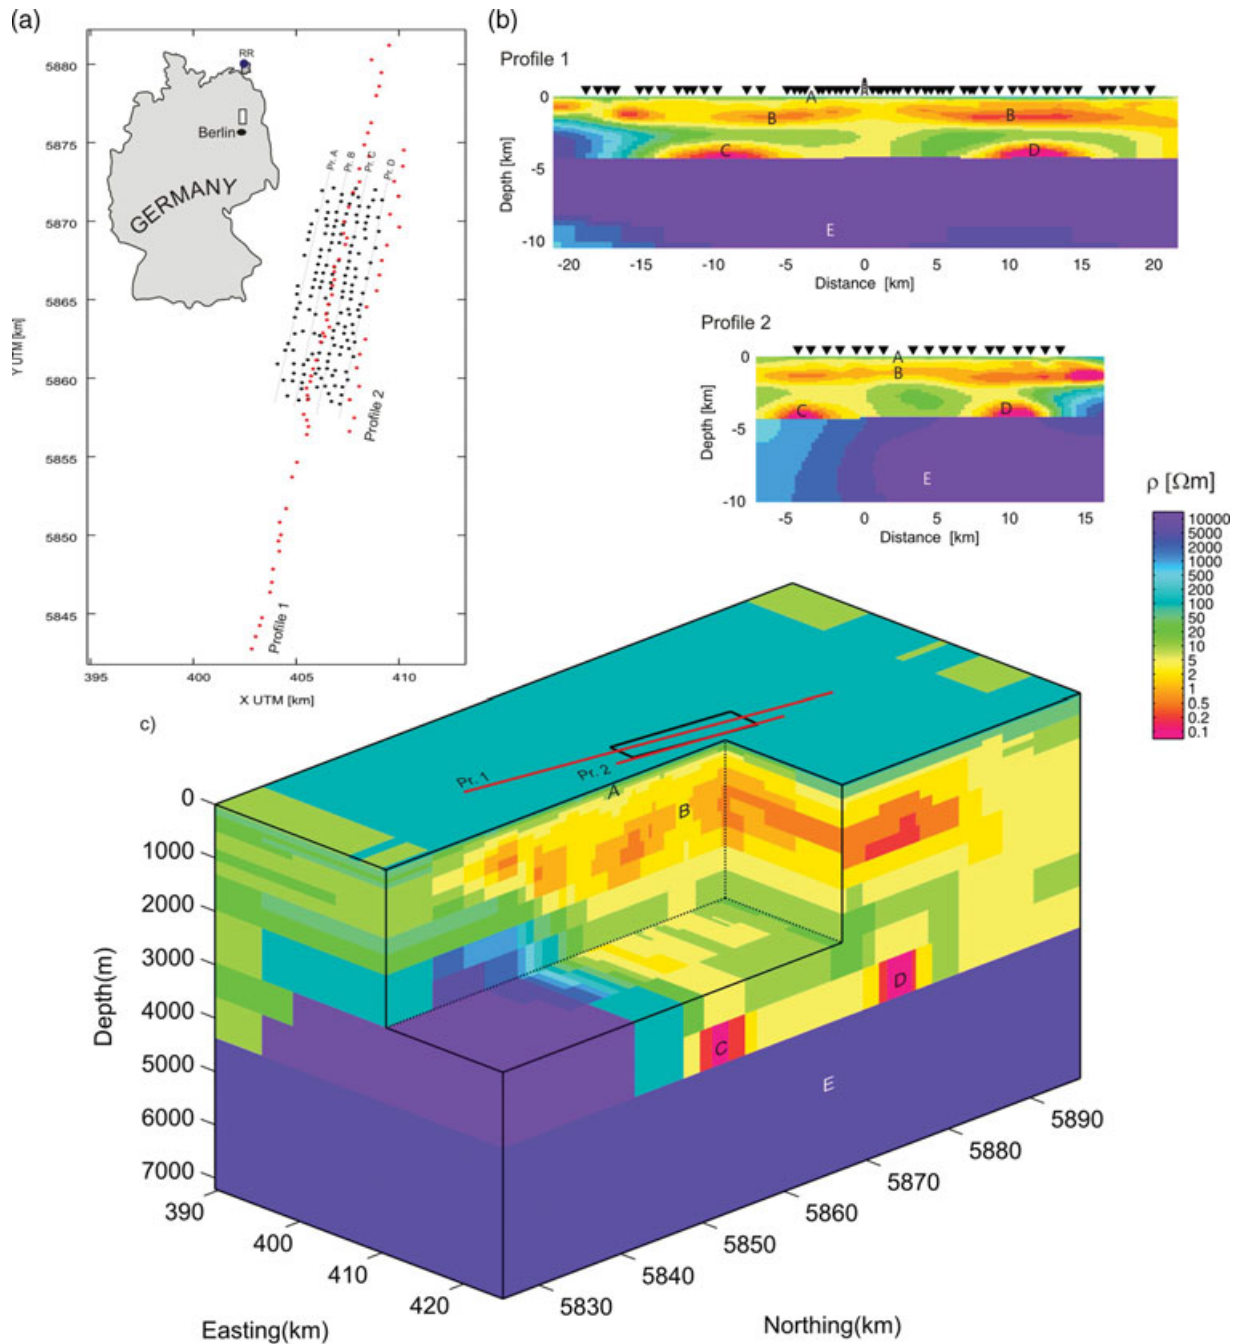 (a)
5880
5875
5870
5865
5860
5855
5850
5845
Y UTM [km]
395
400
405
410
X UTM [km]
RR
Berlin
GERMANY
Pr. A
Pr. B
Pr. C
Pr. D
Profile 2
Profile 1
(b)
Profile 1
0
-5
-10
Depth [km]
A
B
B
C
D
E
-20
-15
-10
-5
0
5
10
15
20
Distance [km]
Profile 2
0
-5
-10
Depth [km]
A
B
C
D
E
-5
0
5
10
15
Distance [km]
ρ [Ωm]
10000
5000
2000
1000
500
200
100
50
20
10
5
2
1
0.5
0.2
0.1
c)
Pr. 1
Pr. 2
A
B
C
D
E
0
1000
2000
3000
4000
5000
6000
7000
Depth(m)
390
400
410
420
Easting(km)
5830
5840
5850
5860
5870
5880
5890
Northing(km)